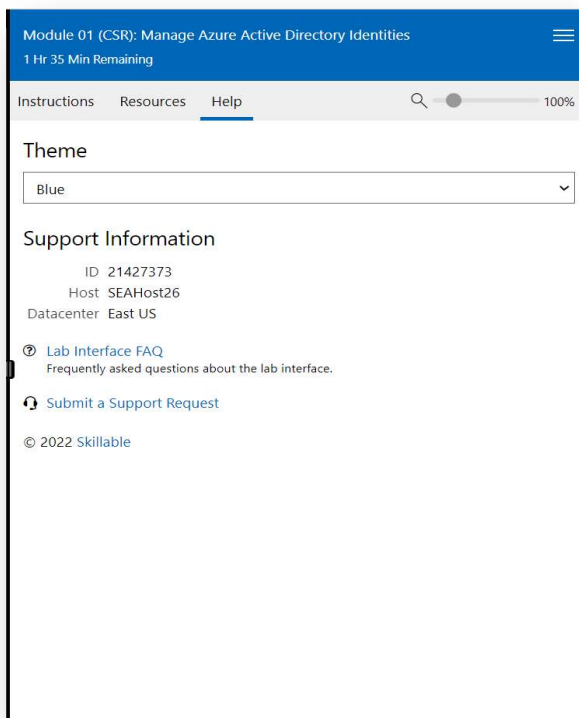 Module 01 (CSR): Manage Azure Active Directory Identities
1 Hr 35 Min Remaining
Instructions Resources Help 100%
Theme
Blue
Support Information
ID 21427373
Host SEAHost26
Datacenter East US
Lab Interface FAQ
Frequently asked questions about the lab interface.
Submit a Support Request
© 2022 Skillable